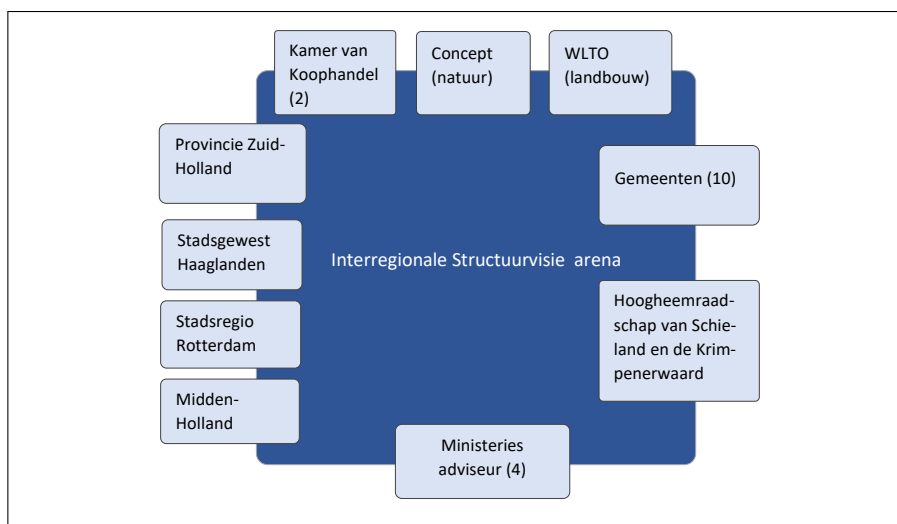 Kamer van
Koophandel
(2)
Concept
(natuur)
WLTO
(landbouw)
Provincie Zuid-
Holland
Gemeenten (10)
Stadsgewest
Haaglanden
Interregionale Structuurvisie arena
Hoogheemraad-
schap van Schie-
land en de Krim-
penerwaard
Stadsregio
Rotterdam
Midden-
Holland
Ministeries
adviseur (4)